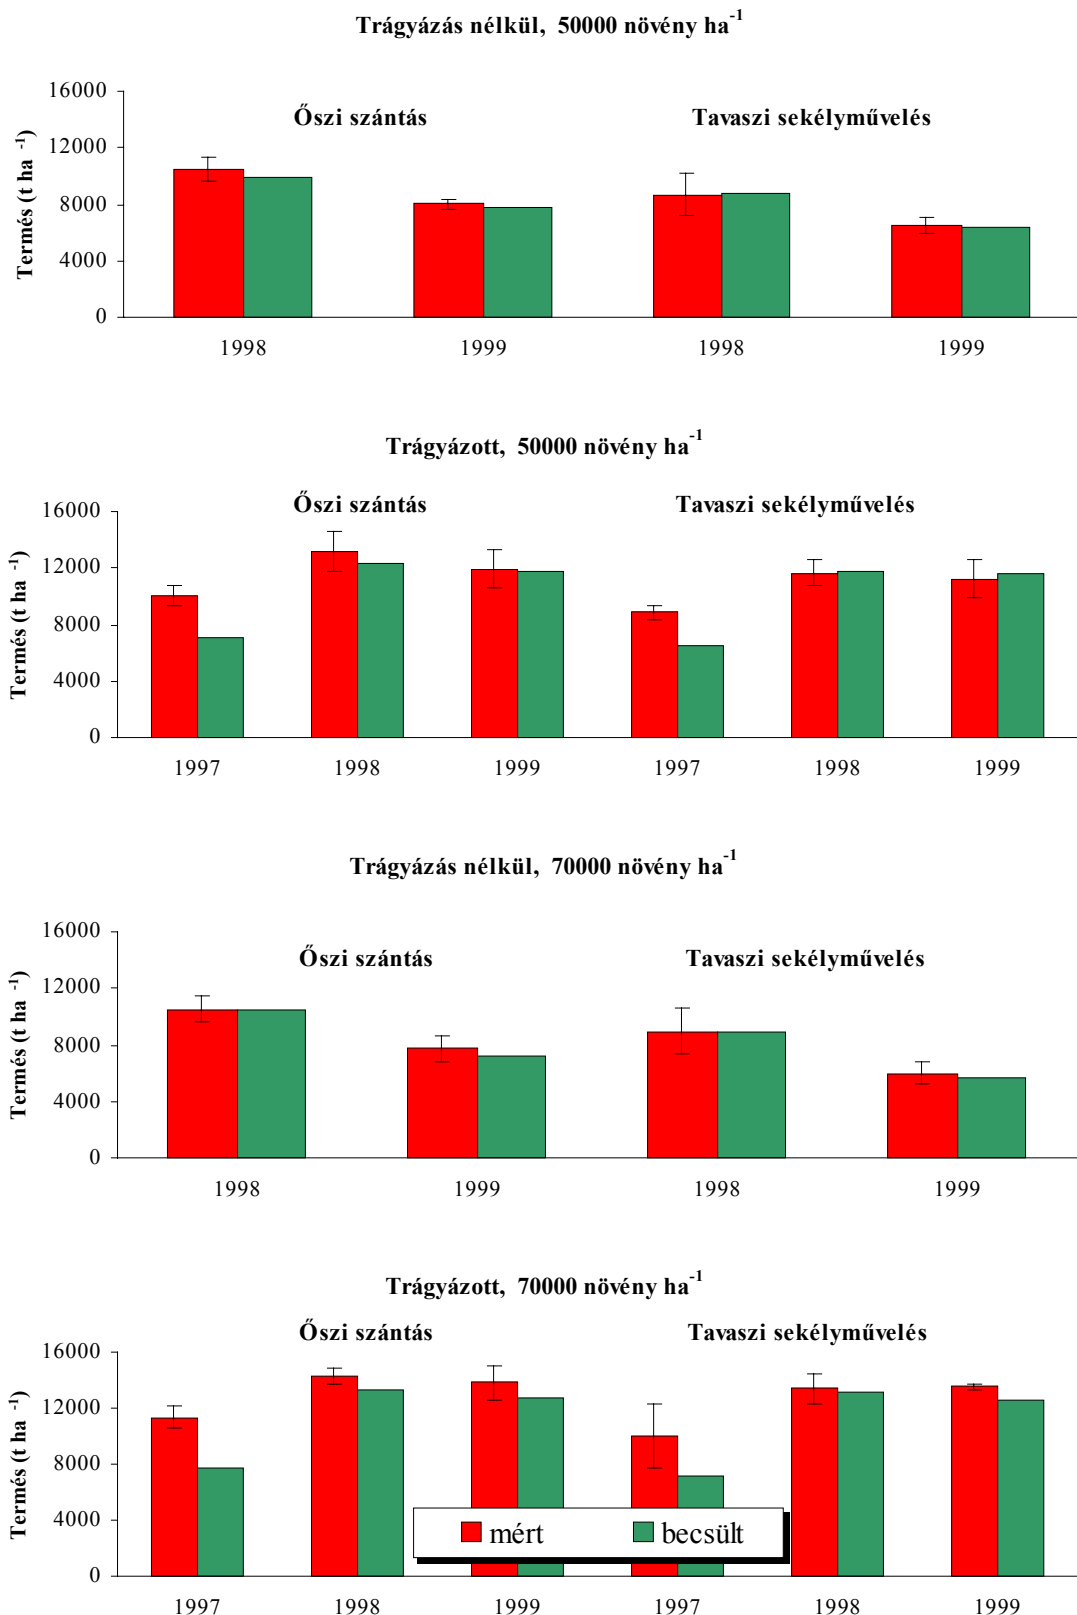 Trágyázás nélkül, 50000 növény ha-1
Őszi szántás
Tavaszi sekélyművelés
Termés (t ha -1)
16000
12000
8000
4000
0
1998
1999
1998
1999
Trágyázott, 50000 növény ha-1
Őszi szántás
Tavaszi sekélyművelés
Termés (t ha -1)
16000
12000
8000
4000
0
1997
1998
1999
1997
1998
1999
Trágyázás nélkül, 70000 növény ha-1
Őszi szántás
Tavaszi sekélyművelés
Termés (t ha -1)
16000
12000
8000
4000
0
1998
1999
1998
1999
Trágyázott, 70000 növény ha-1
Őszi szántás
Tavaszi sekélyművelés
Termés (t ha -1)
16000
12000
8000
4000
0
mért
becsült
1997
1998
1999
1997
1998
1999